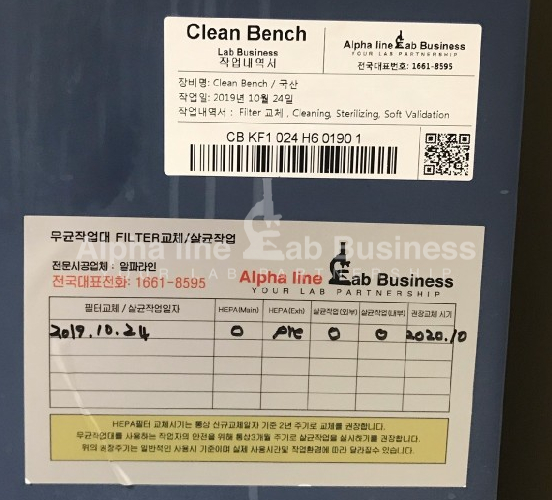 Clean Bench
Lab Business
작업내역서
Alpha line Lab Business
YOUR LAB PARTNERSHIP
전국대표번호: 1661-8595
장비명: Clean Bench / 국산
작업일: 2019년 10월 24일
작업내역서 : Filter 교체 , Cleaning, Sterilizing, Soft Validation
CB KF1 024 H6 0190 1
무균작업대 FILTER교체/살균작업
Alpha line Lab Business
YOUR LAB PARTNERSHIP
전문시공업체 : 알파라인
전국대표전화: 1661-8595
Alpha line Lab Business
YOUR LAB PARTNERSHIP
필터교체 / 살균작업일자 HEPA(Main) HEPA(Exh) 살균작업(외부) 살균작업(내부) 권장교체 시기
2019.10.24 O pre O O 2020.10
HEPA필터 교체시기는 통상 신규교체일자 기준 2년 주기로 교체를 권장합니다.
무균작업대를 사용하는 작업자의 안전을 위해 통상3개월 주기로 살균작업을 실시하기를 권장합니다.
위의 권장주기는 일반적인 사용시 기준이며 실제 사용시간및 작업환경에 따라 달라질수 있습니다.